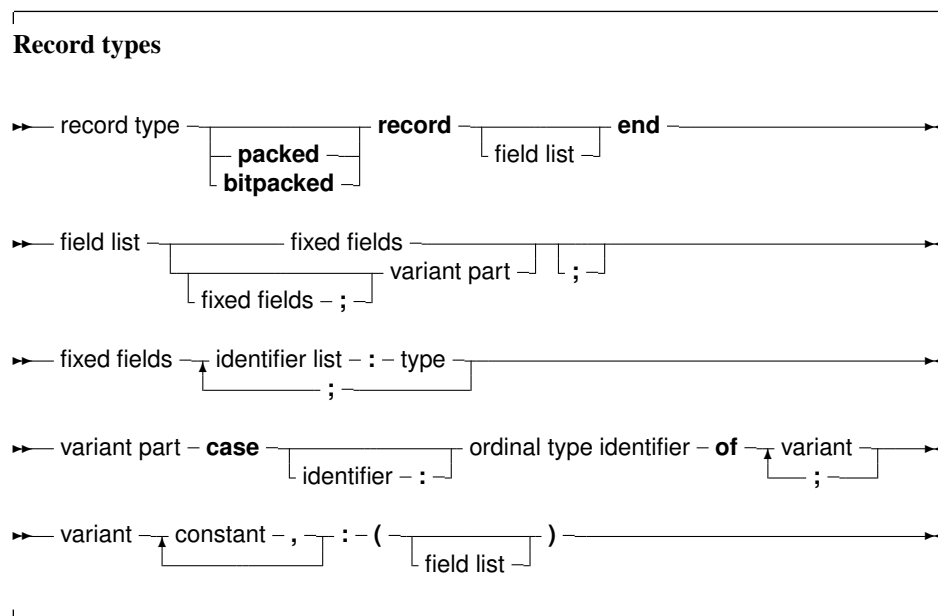 Record types
record type record end
packed field list
bitpacked
field list fixed fields
variant part ;
fixed fields ;
fixed fields identifier list : type
;
variant part case ordinal type identifier of variant
identifier : ;
variant constant , : ( )
field list